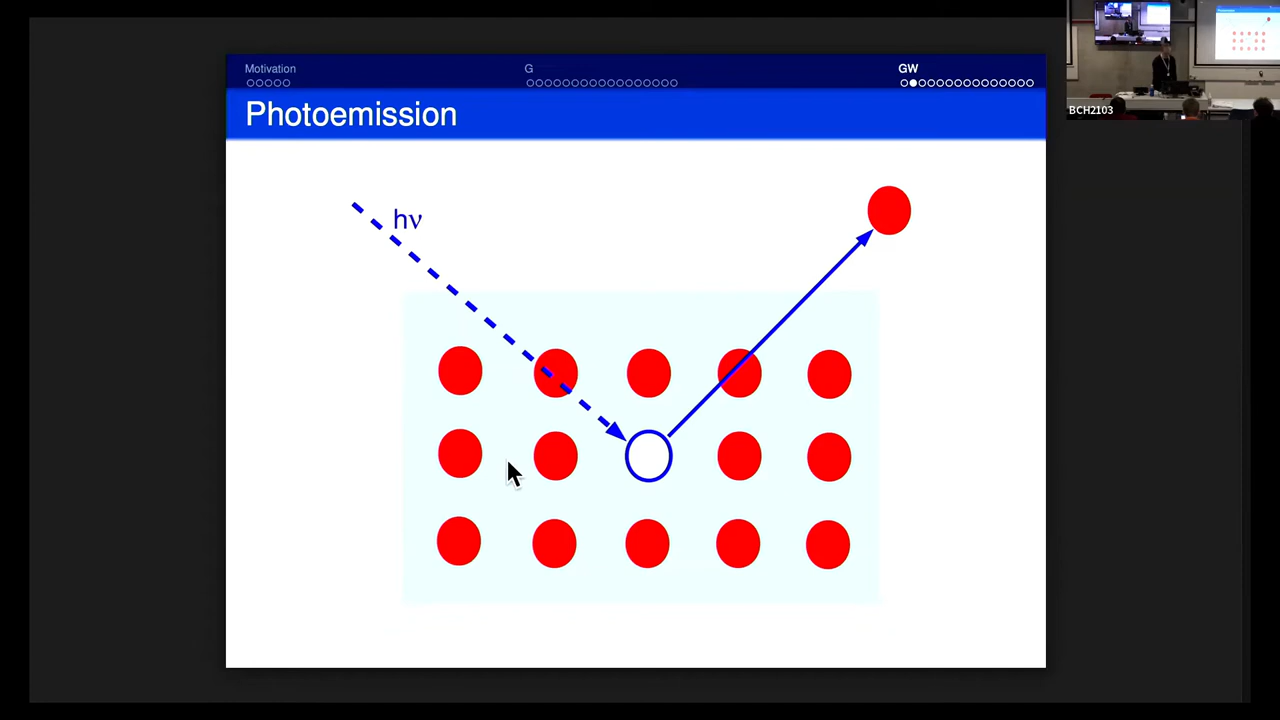 Motivation
G
GW
Photoemission
hν
BCH2103